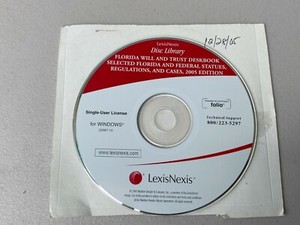 LexisNexis
Disc Library
10/28/05
FLORIDA WILL AND TRUST DESKBOOK
SELECTED FLORIDA AND FEDERAL STATUES,
REGULATIONS, AND CASES, 2005 EDITION
Single-User License
for WINDOWS®
folio®
Technical Support
800/223-5297
www.lexisnexis.com
LexisNexis®